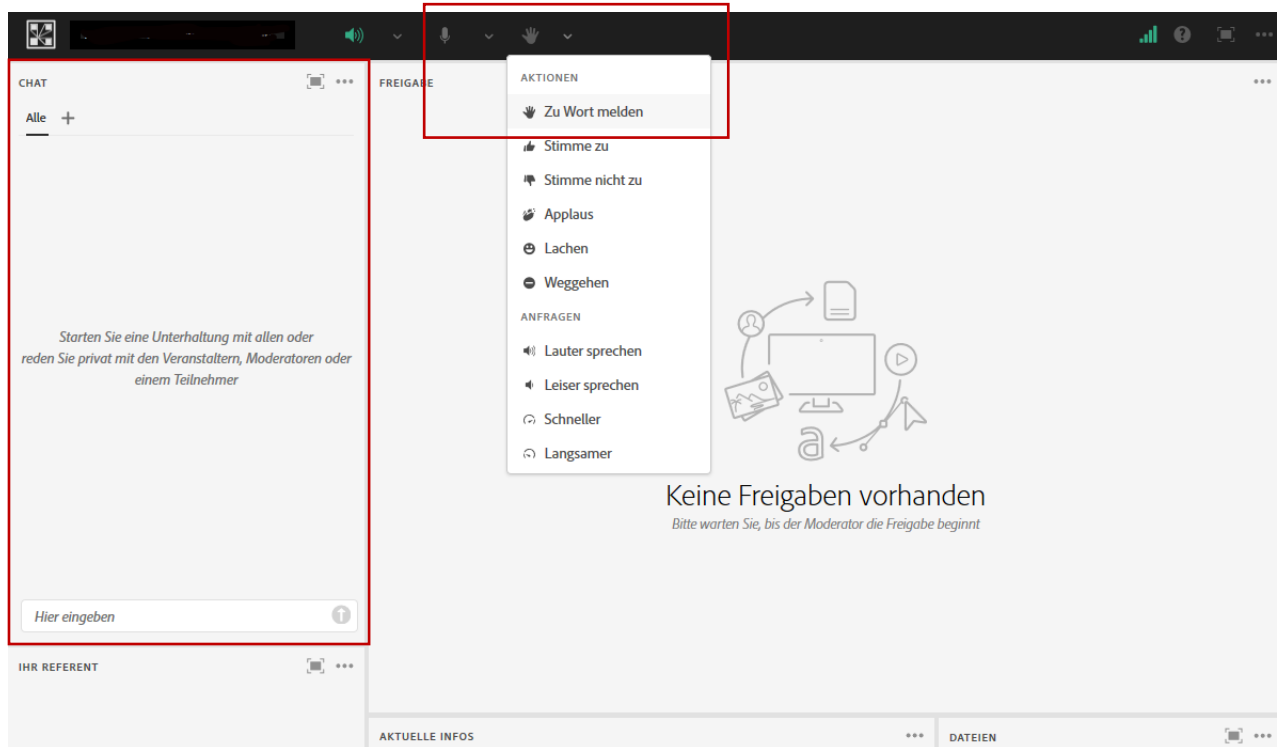 CHAT
Alle +
Starten Sie eine Unterhaltung mit allen oder
reden Sie privat mit den Veranstaltern, Moderatoren oder
einem Teilnehmer
Hier eingeben
IHR REFERENT
FREIGABE
AKTIONEN
Zu Wort melden
Stimme zu
Stimme nicht zu
Applaus
Lachen
Weggehen
ANFRAGEN
Lauter sprechen
Leiser sprechen
Schneller
Langsamer
Keine Freigaben vorhanden
Bitte warten Sie, bis der Moderator die Freigabe beginnt
AKTUELLE INFOS
DATEIEN